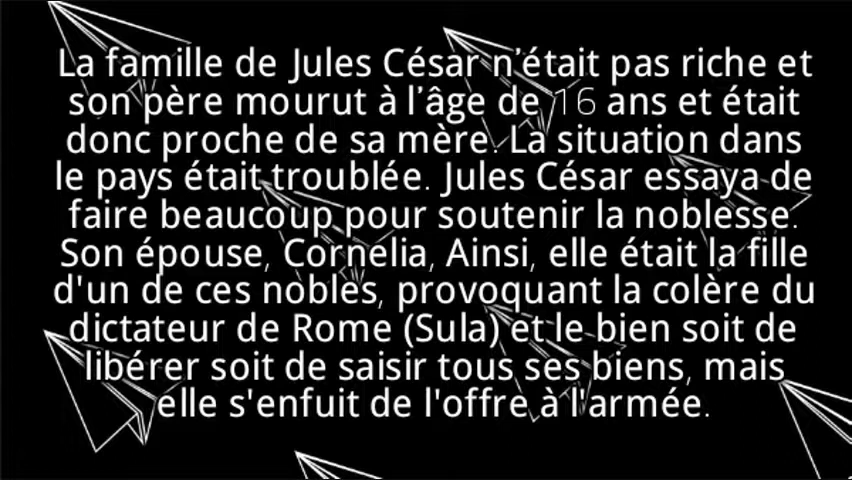 La famille de Jules César n’était pas riche et
son père mourut à l’âge de 16 ans et était
donc proche de sa mère. La situation dans
le pays était troublée. Jules César essaya de
faire beaucoup pour soutenir la noblesse.
Son épouse, Cornelia, Ainsi, elle était la fille
d'un de ces nobles, provoquant la colère du
dictateur de Rome (Sula) et le bien soit de
libérer soit de saisir tous ses biens, mais
elle s'enfuit de l'offre à l'armée.